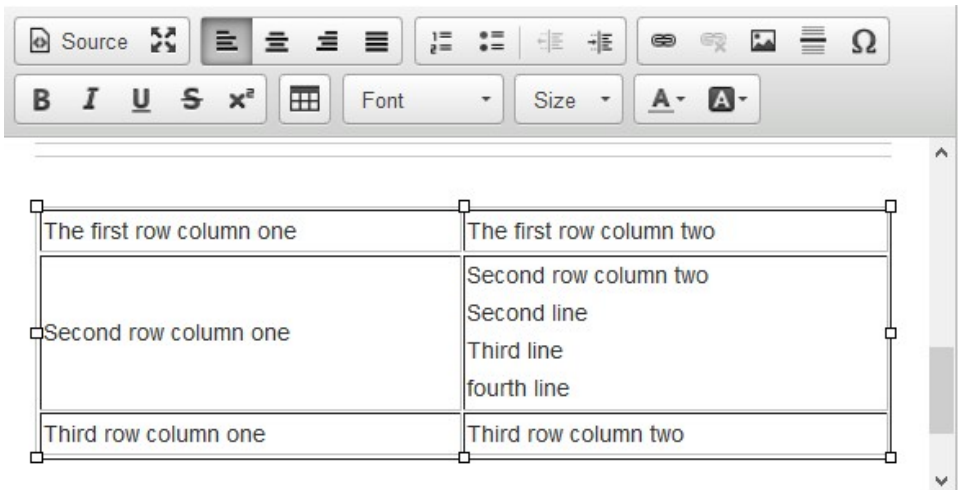 Source
B I U S x²
Font
Size
A
A
The first row column one
The first row column two
Second row column one
Second row column two
Second line
Third line
fourth line
Third row column one
Third row column two